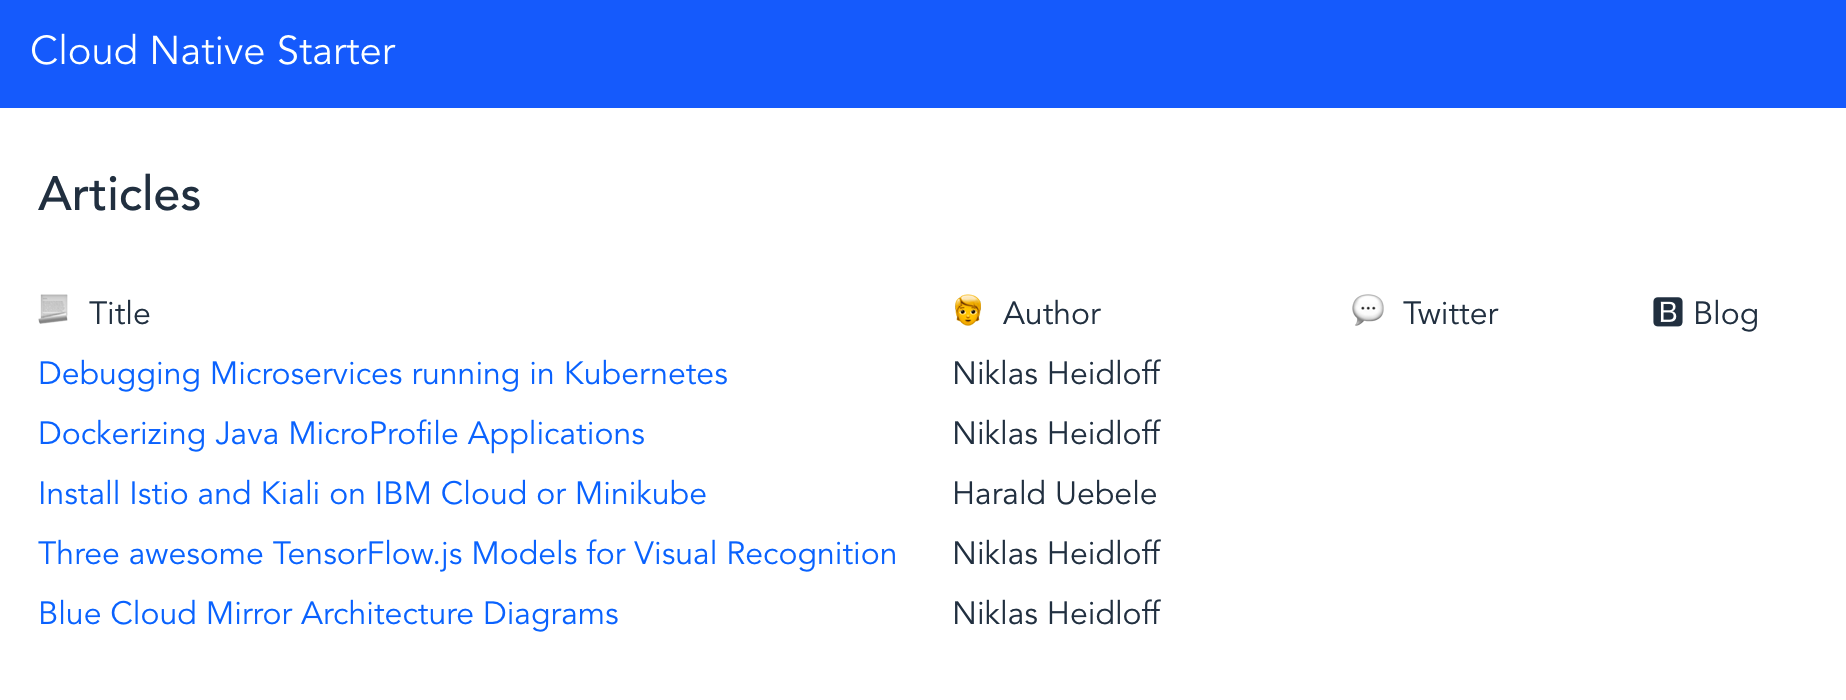 Cloud Native Starter
Articles
Title Author Twitter B Blog
Debugging Microservices running in Kubernetes Niklas Heidloff
Dockerizing Java MicroProfile Applications Niklas Heidloff
Install Istio and Kiali on IBM Cloud or Minikube Harald Uebele
Three awesome TensorFlow.js Models for Visual Recognition Niklas Heidloff
Blue Cloud Mirror Architecture Diagrams Niklas Heidloff